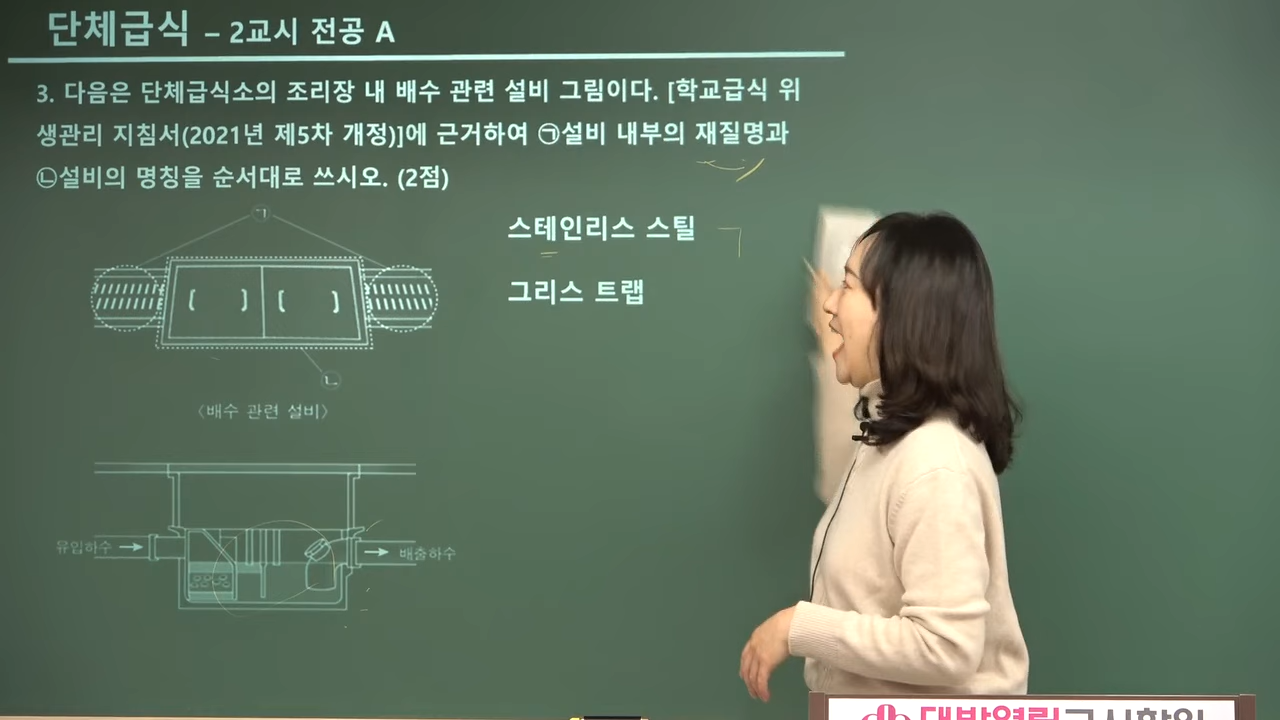 단체급식 – 2교시 전공 A
3. 다음은 단체급식소의 조리장 내 배수 관련 설비 그림이다. [학교급식 위
생관리 지침서(2021년 제5차 개정)]에 근거하여 ㉠설비 내부의 재질명과
㉡설비의 명칭을 순서대로 쓰시오. (2점)
㉠
스테인리스 스틸
그리스 트랩
㉡
〈배수 관련 설비〉
유입하수
배출하수